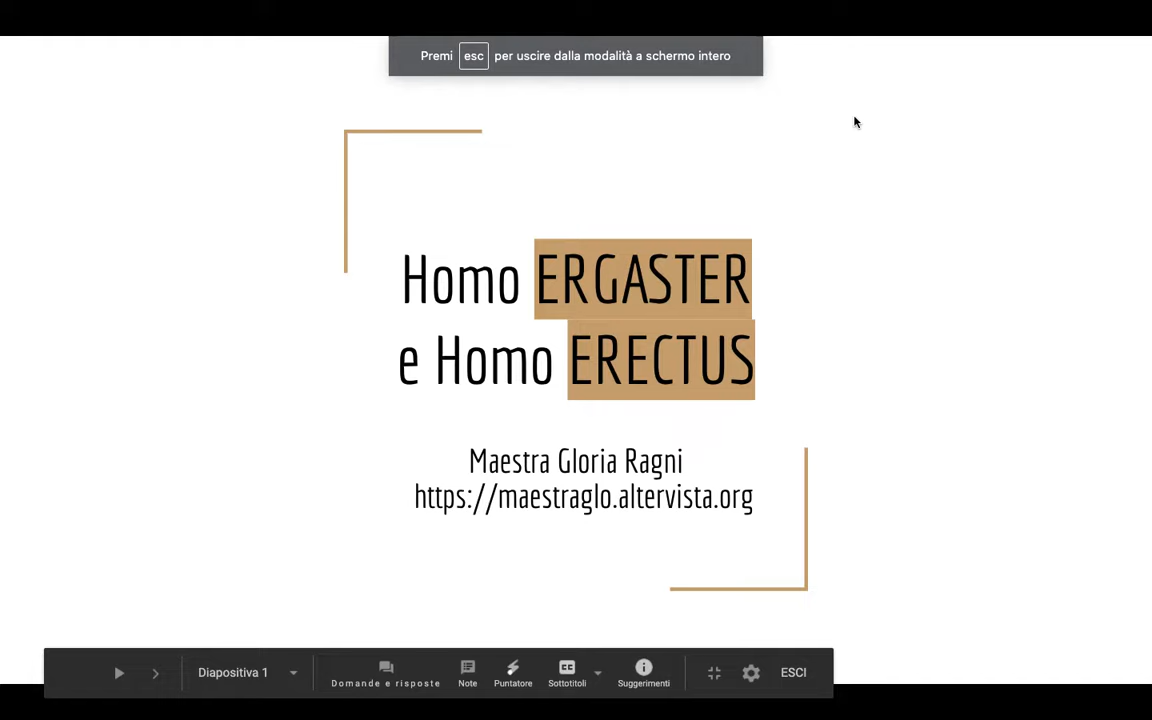 Premi esc per uscire dalla modalità a schermo intero
Homo ERGASTER
e Homo ERECTUS
Maestra Gloria Ragni
https://maestraglo.altervista.org
Diapositiva 1
Domande e risposte
Note
Puntatore
CC
Sottotitoli
Suggerimenti
ESCI